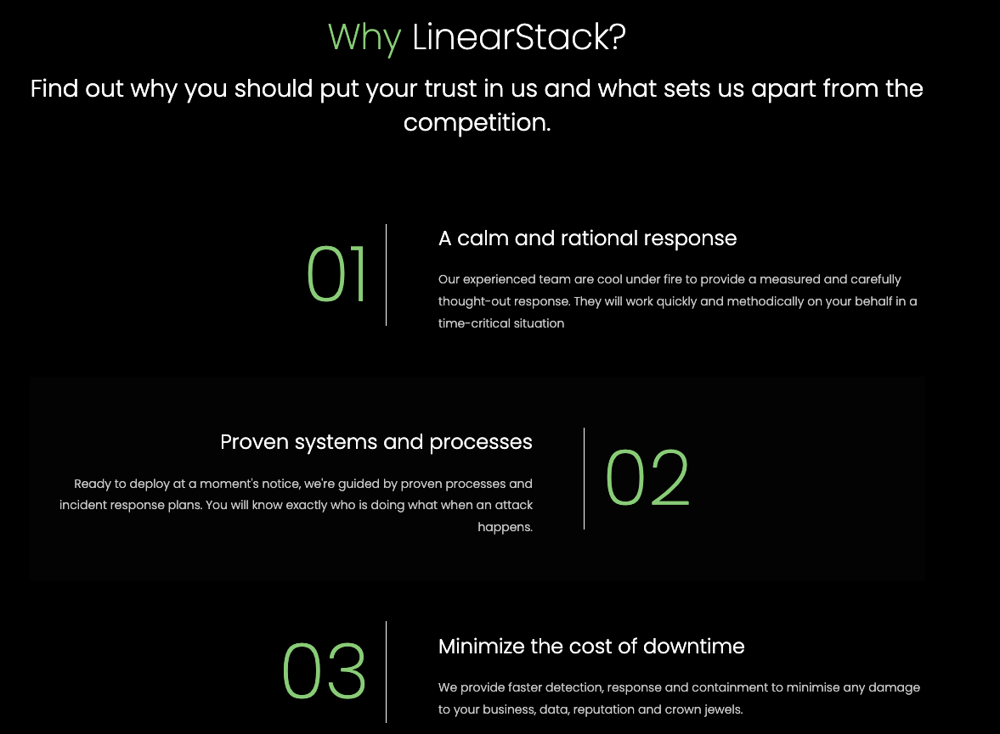 Why LinearStack?
Find out why you should put your trust in us and what sets us apart from the
competition.
01
A calm and rational response
Our experienced team are cool under fire to provide a measured and carefully
thought-out response. They will work quickly and methodically on your behalf in a
time-critical situation
Proven systems and processes
Ready to deploy at a moment's notice, we're guided by proven processes and
incident response plans. You will know exactly who is doing what when an attack
happens.
02
03
Minimize the cost of downtime
We provide faster detection, response and containment to minimise any damage
to your business, data, reputation and crown jewels.